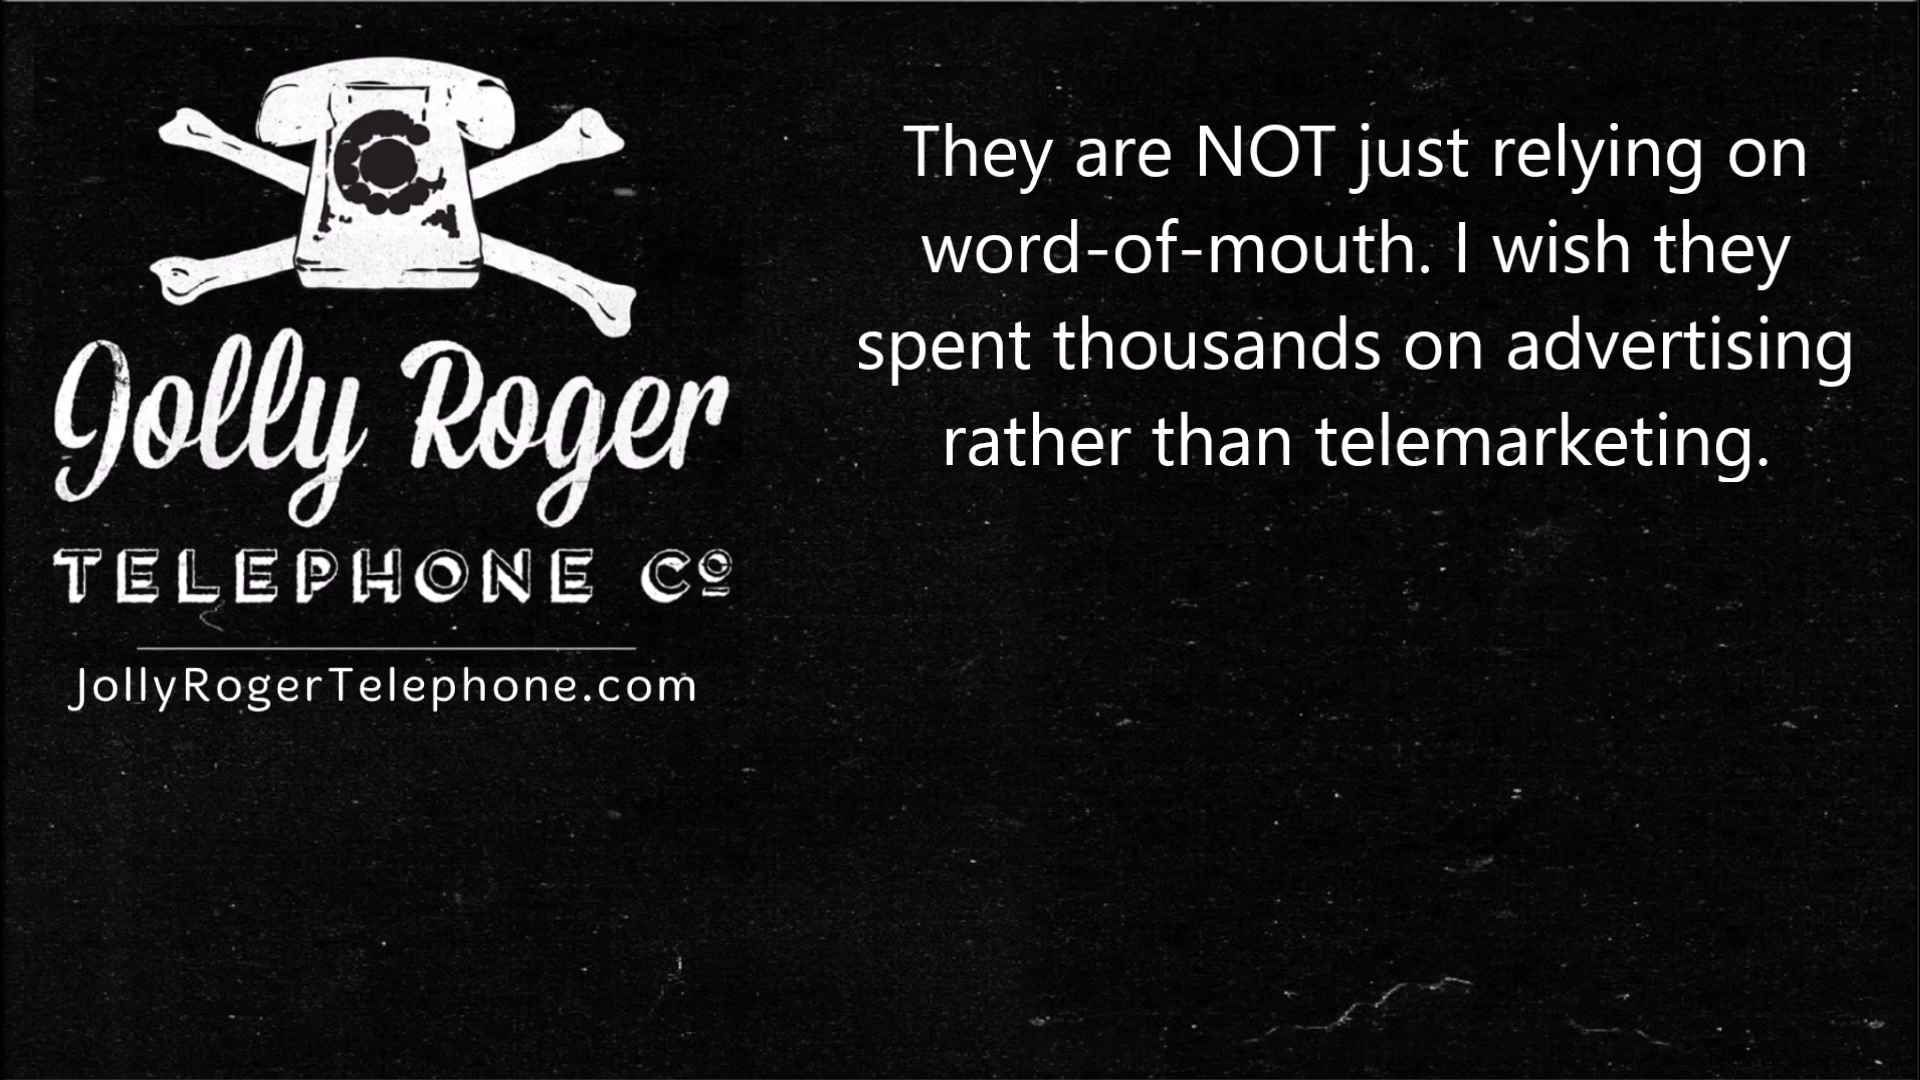 Jolly Roger
TELEPHONE Co
JollyRogerTelephone.com
They are NOT just relying on
word-of-mouth. I wish they
spent thousands on advertising
rather than telemarketing.